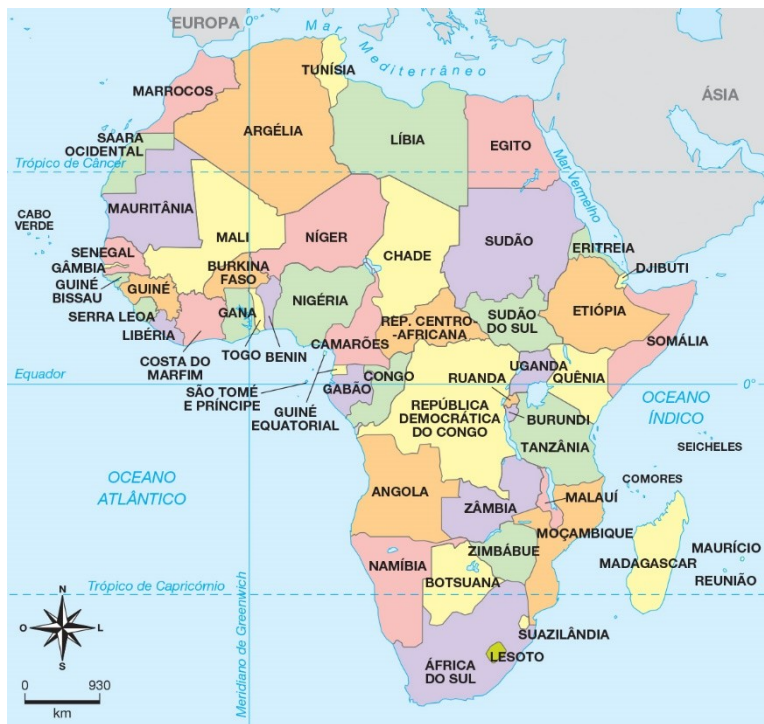 EUROPA
0°
Mar Mediterrâneo
ÁSIA
TUNÍSIA
MARROCOS
ARGÉLIA
LÍBIA
EGITO
SAARA
OCIDENTAL
Trópico de Câncer
Mar Vermelho
MAURITÂNIA
CABO
VERDE
MALI
NÍGER
CHADE
SUDÃO
ERITREIA
SENEGAL
GÂMBIA
GUINÉ
BISSAU
GUINÉ
BURKINA
FASO
DJIBUTI
NIGÉRIA
SERRA LEOA
GANA
LIBÉRIA
REP. CENTRO-
-AFRICANA
SUDÃO
DO SUL
ETIÓPIA
SOMÁLIA
COSTA DO
MARFIM
TOGO
BENIN
CAMARÕES
Equador
0°
SÃO TOMÉ
E PRÍNCIPE
GUINÉ
EQUATORIAL
GABÃO
CONGO
RUANDA
UGANDA
QUÊNIA
REPÚBLICA
DEMOCRÁTICA
DO CONGO
BURUNDI
TANZÂNIA
OCEANO
ÍNDICO
SEICHELES
OCEANO
ATLÂNTICO
ANGOLA
ZÂMBIA
MALAUÍ
COMORES
MOÇAMBIQUE
ZIMBÁBUE
NAMÍBIA
BOTSUANA
MADAGASCAR
MAURÍCIO
REUNIÃO
Trópico de Capricórnio
Meridiano de Greenwich
SUAZILÂNDIA
LESOTO
ÁFRICA
DO SUL
N
O
L
S
0
930
km